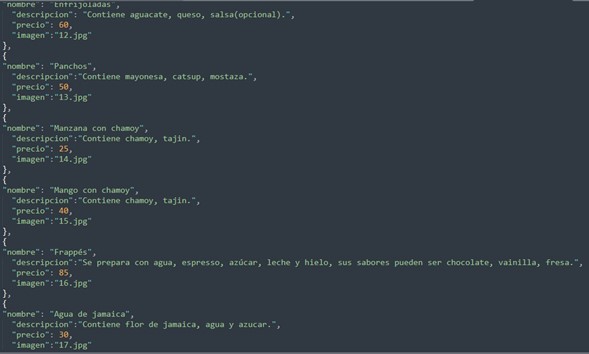 "nombre": "Enfrijoladas",
"descripcion": "Contiene aguacate, queso, salsa(opcional).",
"precio": 60,
"imagen":"12.jpg"
},
{
"nombre": "Panchos",
"descripcion":"Contiene mayonesa, catsup, mostaza.",
"precio": 50,
"imagen":"13.jpg"
},
{
"nombre": "Manzana con chamoy",
"descripcion":"Contiene chamoy, tajin.",
"precio": 25,
"imagen":"14.jpg"
},
{
"nombre": "Mango con chamoy",
"descripcion":"Contiene chamoy, tajin.",
"precio": 40,
"imagen":"15.jpg"
},
{
"nombre": "Frappés",
"descripcion":"Se prepara con agua, espresso, azúcar, leche y hielo, sus sabores pueden ser chocolate, vainilla, fresa.",
"precio": 85,
"imagen":"16.jpg"
},
{
"nombre": "Agua de jamaica",
"descripcion":"Contiene flor de jamaica, agua y azucar.",
"precio": 30,
"imagen":"17.jpg"